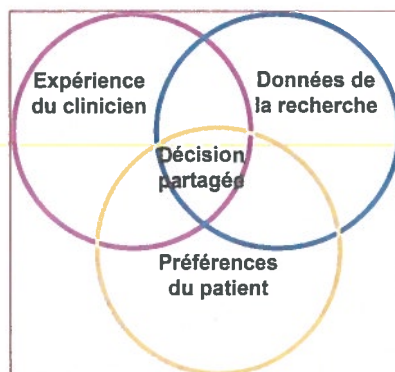 Expérience
du clinicien
Données de
la recherche
Décision
partagée
Préférences
du patient